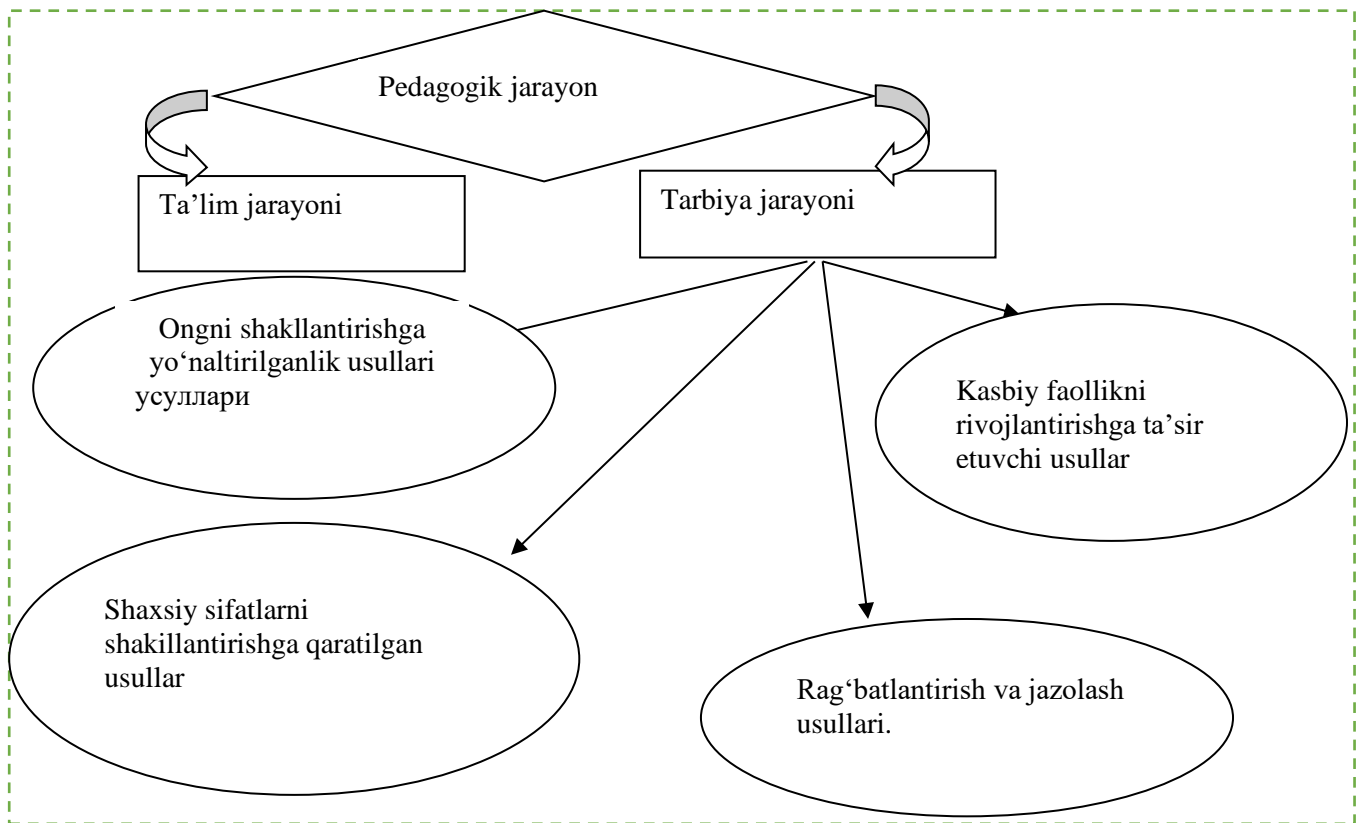 Pedagogik jarayon
Ta’lim jarayoni
Tarbiya jarayoni
Ongni shakllantirishga
yo‘naltirilganlik usullari
усуллари
Kasbiy faollikni
rivojlantirishga ta’sir
etuvchi usullar
Shaxsiy sifatlarni
shakillantirishga qaratilgan
usullar
Rag‘batlantirish va jazolash
usullari.